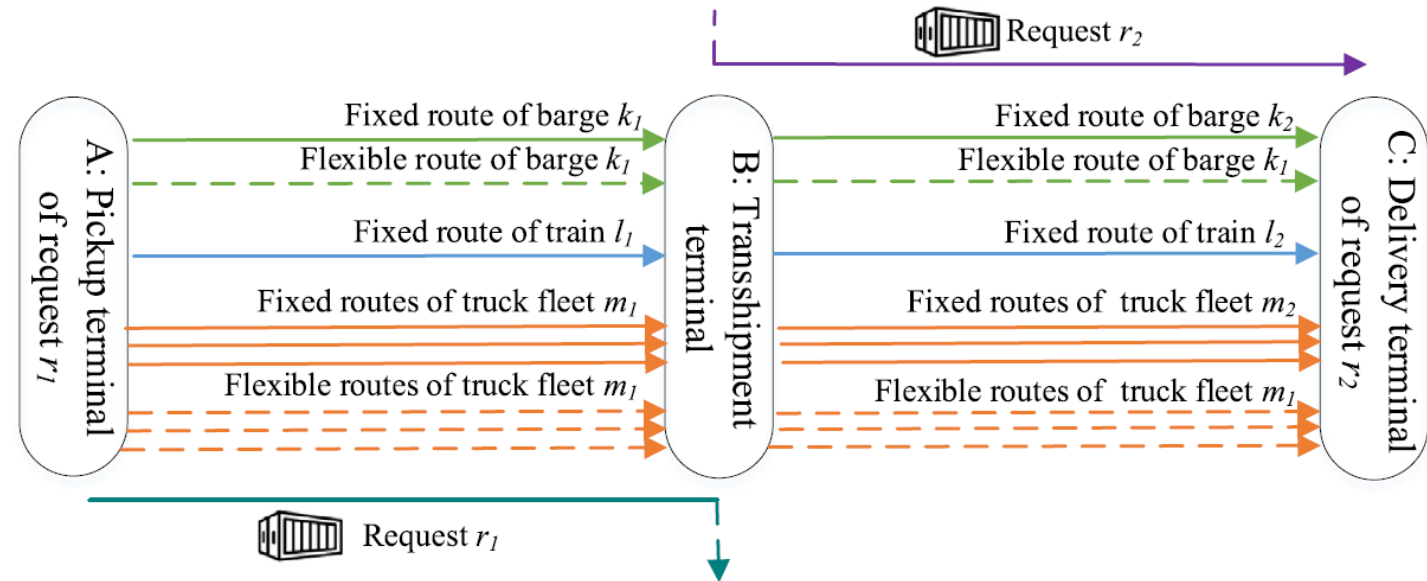 Request r₂
A: Pickup terminal
of request r₁
Fixed route of barge k₁
Flexible route of barge k₁
Fixed route of train l₁
Fixed routes of truck fleet m₁
Flexible routes of truck fleet m₁
B: Transshipment
terminal
Fixed route of barge k₂
Flexible route of barge k₁
Fixed route of train l₂
Fixed routes of truck fleet m₂
Flexible routes of truck fleet m₁
C: Delivery terminal
of request r₂
Request r₁